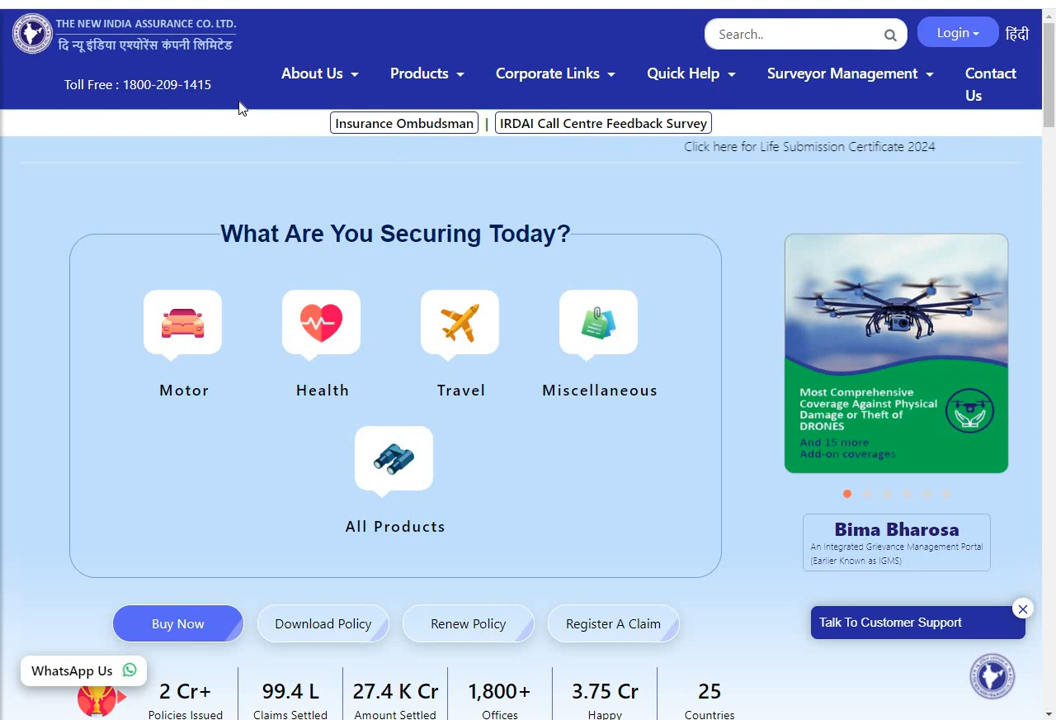 THE NEW INDIA ASSURANCE CO. LTD.
दि न्यू इंडिया एश्योरेंस कंपनी लिमिटेड
Toll Free : 1800-209-1415
Search..
Login
हिंदी
About Us
Products
Corporate Links
Quick Help
Surveyor Management
Contact
Us
Insurance Ombudsman | IRDAI Call Centre Feedback Survey
Click here for Life Submission Certificate 2024
What Are You Securing Today?
Motor
Health
Travel
Miscellaneous
All Products
Most Comprehensive
Coverage Against Physical
Damage or Theft of
DRONES
And 15 more
Add-on coverages
Bima Bharosa
An Integrated Grievance Management Portal
(Earlier Known as IGMS)
Buy Now
Download Policy
Renew Policy
Register A Claim
Talk To Customer Support
WhatsApp Us
2 Cr+
Policies Issued
99.4 L
Claims Settled
27.4 K Cr
Amount Settled
1,800+
Offices
3.75 Cr
Happy
25
Countries